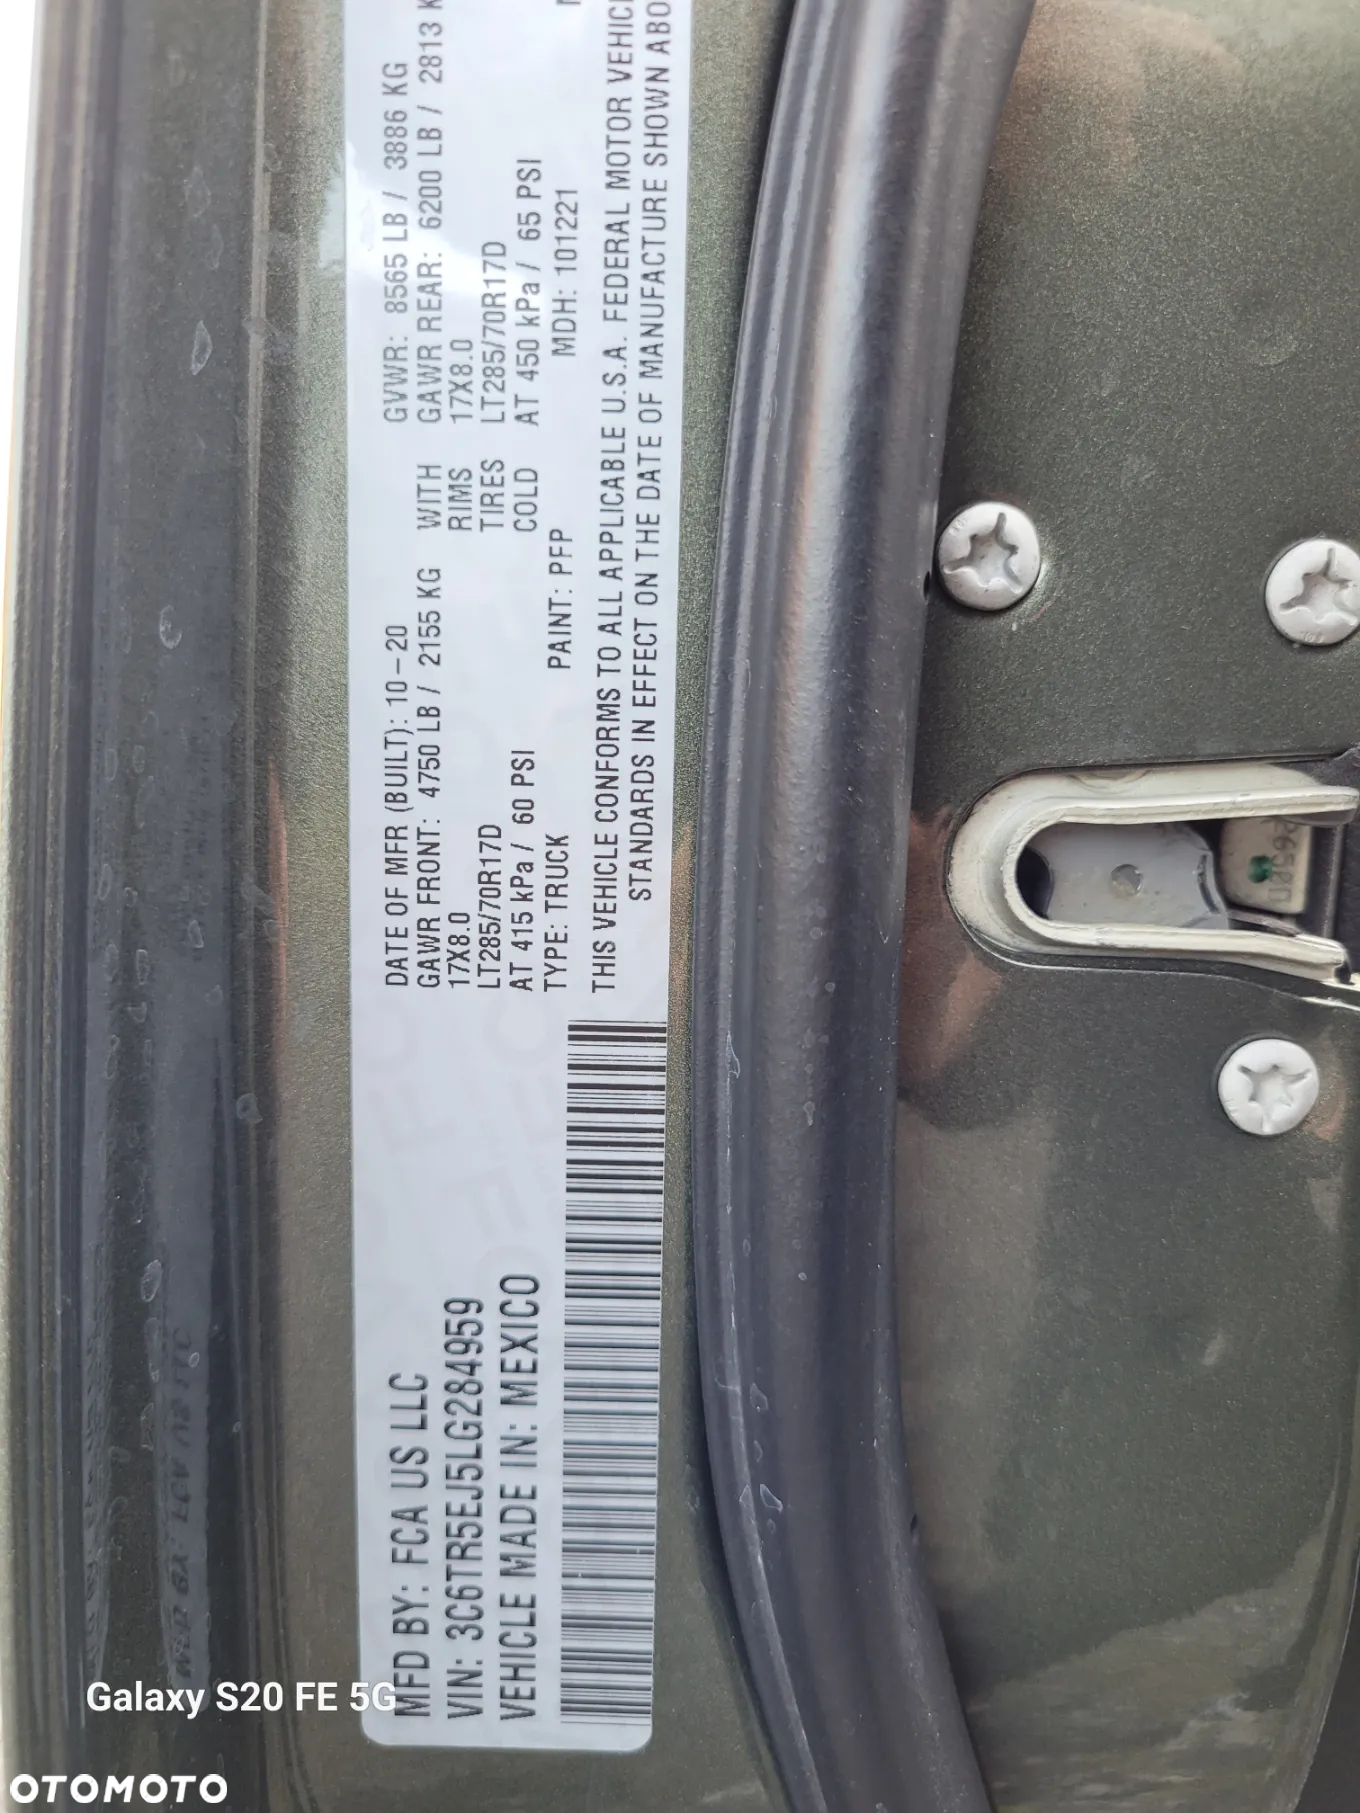 MFD BY: FCA US LLC
VIN: 3C6TR5EJ5LG284959
VEHICLE MADE IN: MEXICO
DATE OF MFR (BUILT): 10-20 GVWR: 8565 LB / 3886 KG
GAWR FRONT: 4750 LB / 2155 KG WITH GAWR REAR: 6200 LB / 2813 K
17X8.0 RIMS 17X8.0
LT285/70R17D TIRES LT285/70R17D
AT 415 kPa / 60 PSI COLD AT 450 kPa / 65 PSI
TYPE: TRUCK PAINT: PFP MDH: 101221
THIS VEHICLE CONFORMS TO ALL APPLICABLE U.S.A. FEDERAL MOTOR VEHIC
STANDARDS IN EFFECT ON THE DATE OF MANUFACTURE SHOWN ABO
Galaxy S20 FE 5G
OTOMOTO